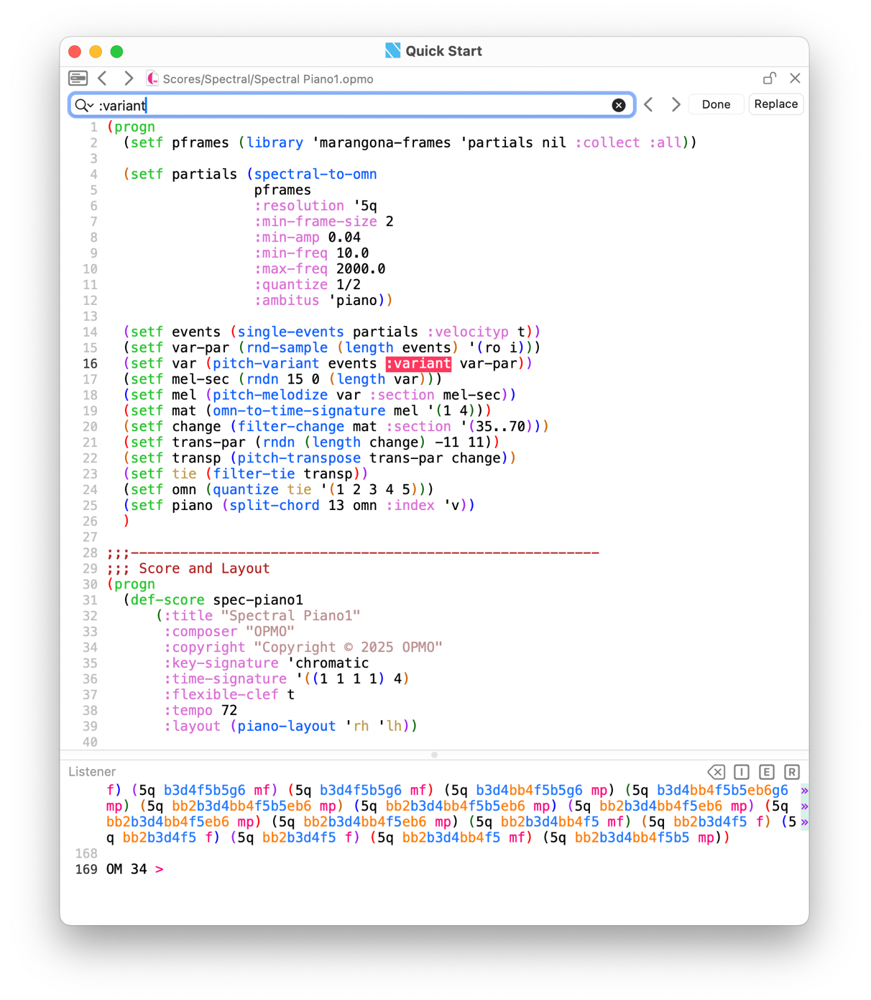 Quick Start
Scores/Spectral/Spectral Piano1.opmo
:variant
Done
Replace
1 (progn
2 (setf pframes (library 'marangona-frames 'partials nil :collect :all))
3
4 (setf partials (spectral-to-omn
5 pframes
6 :resolution '5q
7 :min-frame-size 2
8 :min-amp 0.04
9 :min-freq 10.0
10 :max-freq 2000.0
11 :quantize 1/2
12 :ambitus 'piano))
13
14 (setf events (single-events partials :velocityp t))
15 (setf var-par (rnd-sample (length events) '(ro i)))
16 (setf var (pitch-variant events :variant var-par))
17 (setf mel-sec (rndn 15 0 (length var)))
18 (setf mel (pitch-melodize var :section mel-sec))
19 (setf mat (omn-to-time-signature mel '(1 4)))
20 (setf change (filter-change mat :section '(35..70)))
21 (setf trans-par (rndn (length change) -11 11))
22 (setf transp (pitch-transpose trans-par change))
23 (setf tie (filter-tie transp))
24 (setf omn (quantize tie '(1 2 3 4 5)))
25 (setf piano (split-chord 13 omn :index 'v))
26 )
27
28 ;;;---------------------------------------------------------
29 ;;; Score and Layout
30 (progn
31 (def-score spec-piano1
32 (:title "Spectral Piano1"
33 :composer "OPMO"
34 :copyright "Copyright © 2025 OPMO"
35 :key-signature 'chromatic
36 :time-signature '((1 1 1 1) 4)
37 :flexible-clef t
38 :tempo 72
39 :layout (piano-layout 'rh 'lh))
40
Listener
I E R
f) (5q b3d4f5b5g6 mf) (5q b3d4f5b5g6 mf) (5q b3d4bb4f5b5g6 mp) (5q b3d4bb4f5b5eb6g6 »
mp) (5q bb2b3d4bb4f5b5eb6 mp) (5q bb2b3d4bb4f5b5eb6 mp) (5q bb2b3d4bb4f5eb6 mp) (5q »
bb2b3d4bb4f5eb6 mp) (5q bb2b3d4bb4f5eb6 mp) (5q bb2b3d4bb4f5 mf) (5q bb2b3d4f5 f) (5 »
q bb2b3d4f5 f) (5q bb2b3d4f5 f) (5q bb2b3d4bb4f5 mf) (5q bb2b3d4bb4f5b5 mp))
168
169 OM 34 >